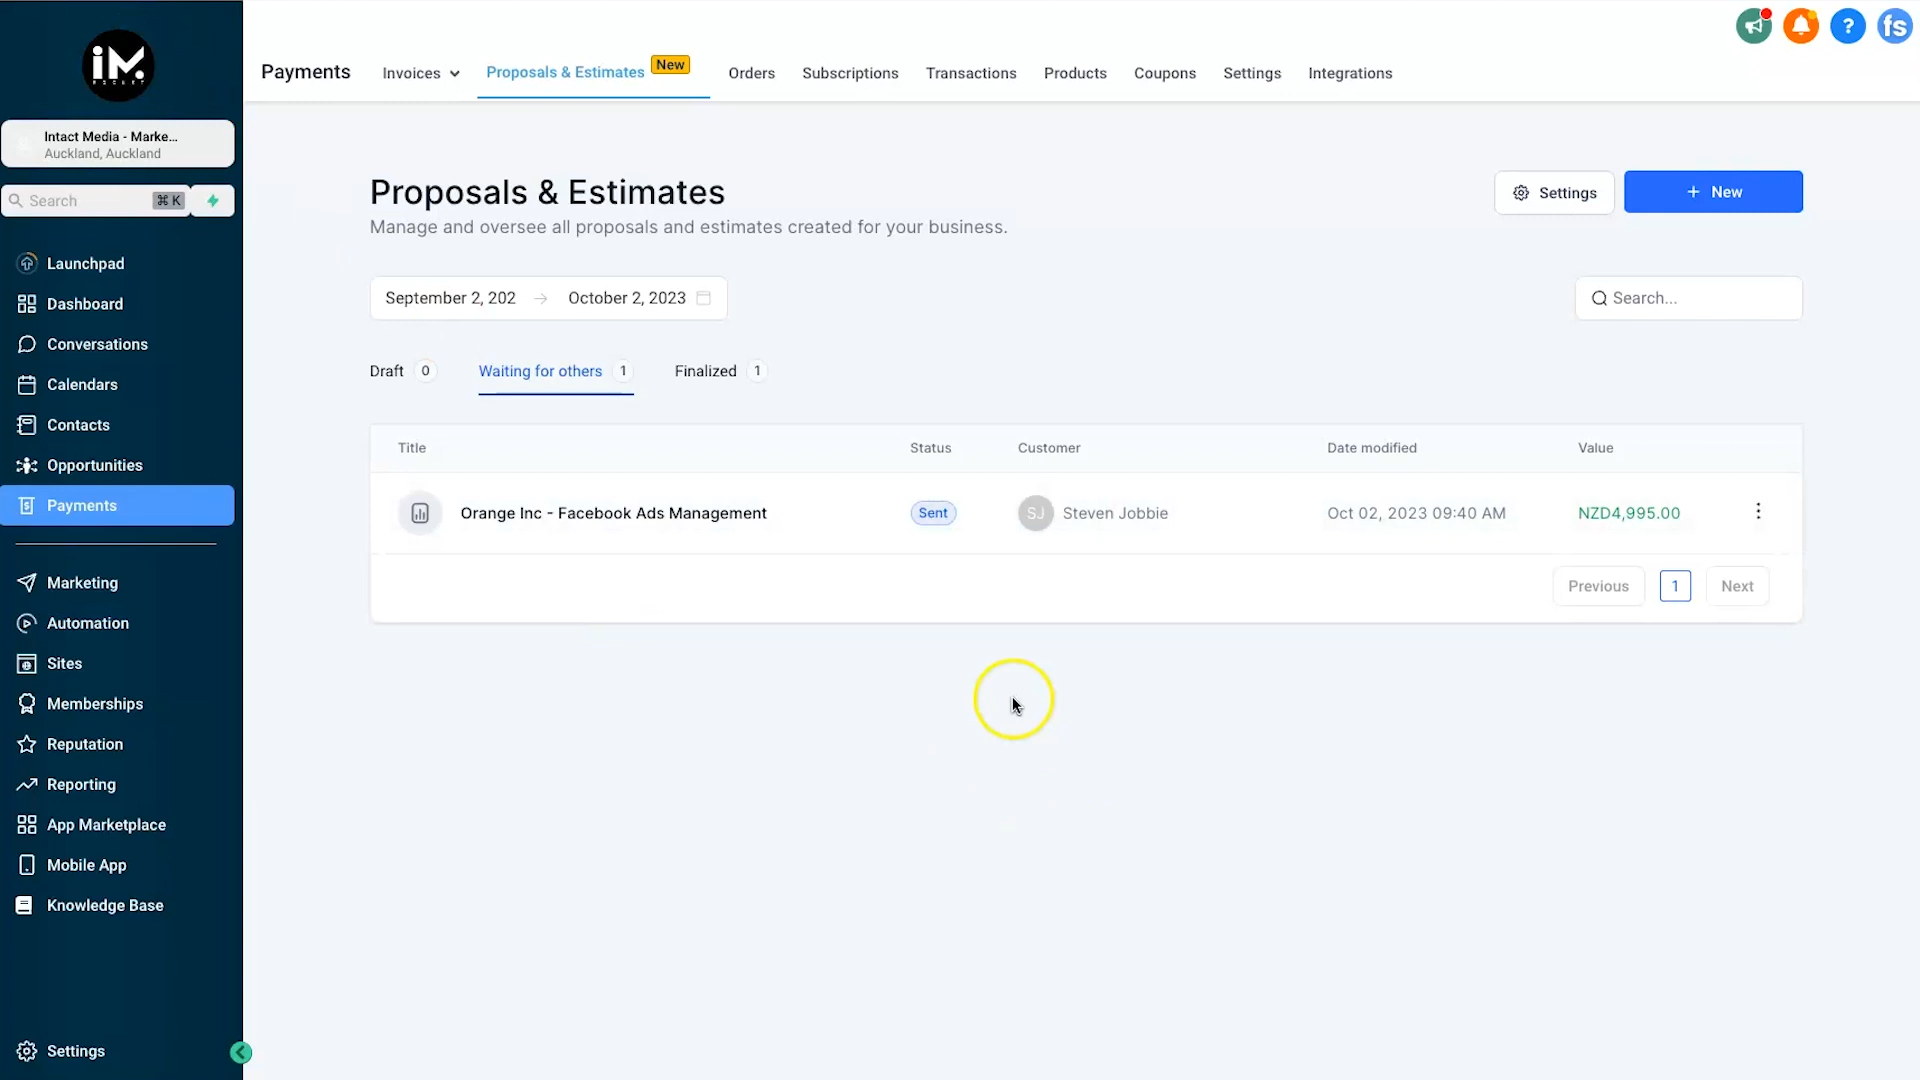 iM
ROCKET
Intact Media - Marke...
Auckland, Auckland
Search
⌘ K
Launchpad
Dashboard
Conversations
Calendars
Contacts
Opportunities
Payments
Marketing
Automation
Sites
Memberships
Reputation
Reporting
App Marketplace
Mobile App
Knowledge Base
Settings
Payments
Invoices
Proposals & Estimates
New
Orders
Subscriptions
Transactions
Products
Coupons
Settings
Integrations
?
fs
Proposals & Estimates
Manage and oversee all proposals and estimates created for your business.
Settings
+ New
September 2, 202 → October 2, 2023
Search...
Draft 0
Waiting for others 1
Finalized 1
Title Status Customer Date modified Value
Orange Inc - Facebook Ads Management Sent SJ Steven Jobbie Oct 02, 2023 09:40 AM NZD4,995.00
Previous 1 Next